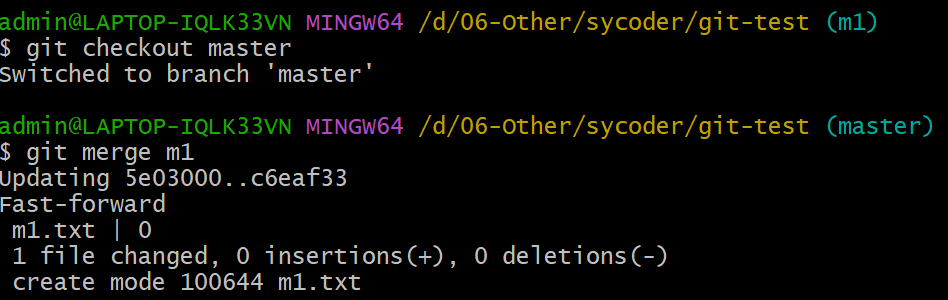 admin@LAPTOP-IQLK33VN MINGW64 /d/06-Other/sycoder/git-test (m1)
$ git checkout master
Switched to branch 'master'
admin@LAPTOP-IQLK33VN MINGW64 /d/06-Other/sycoder/git-test (master)
$ git merge m1
Updating 5e03000..c6eaf33
Fast-forward
 m1.txt | 0
 1 file changed, 0 insertions(+), 0 deletions(-)
 create mode 100644 m1.txt